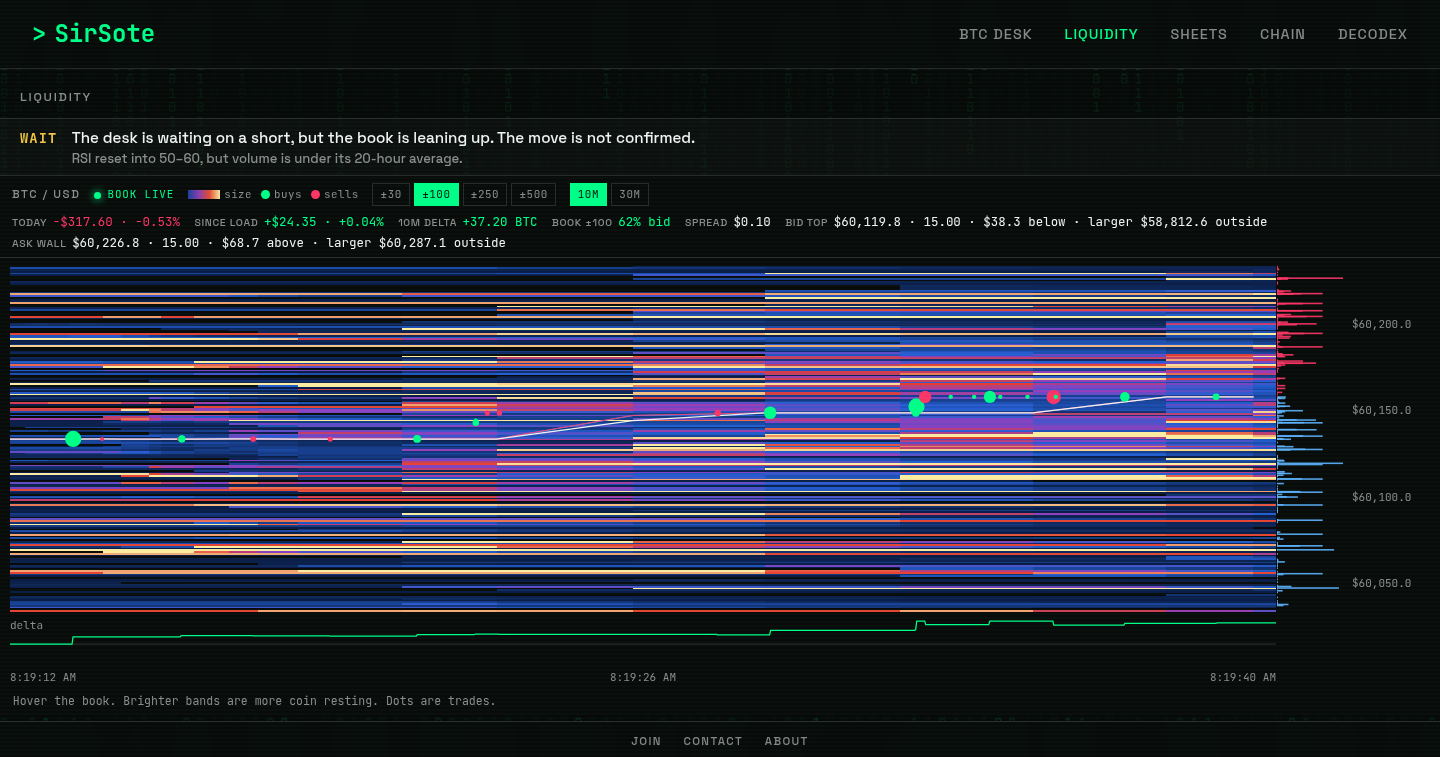 > SirSote
BTC DESK LIQUIDITY SHEETS CHAIN DECODEX
LIQUIDITY
WAIT The desk is waiting on a short, but the book is leaning up. The move is not confirmed.
RSI reset into 50–60, but volume is under its 20-hour average.
BTC / USD BOOK LIVE size buys sells ±30 ±100 ±250 ±500 10M 30M
TODAY -$317.60 · -0.53% SINCE LOAD +$24.35 · +0.04% 10M DELTA +37.20 BTC BOOK ±100 62% bid SPREAD $0.10 BID TOP $60,119.8 · 15.00 · $38.3 below · larger $58,812.6 outside
ASK WALL $60,226.8 · 15.00 · $68.7 above · larger $60,287.1 outside
$60,200.0
$60,150.0
$60,100.0
$60,050.0
delta
8:19:12 AM 8:19:26 AM 8:19:40 AM
Hover the book. Brighter bands are more coin resting. Dots are trades.
JOIN CONTACT ABOUT